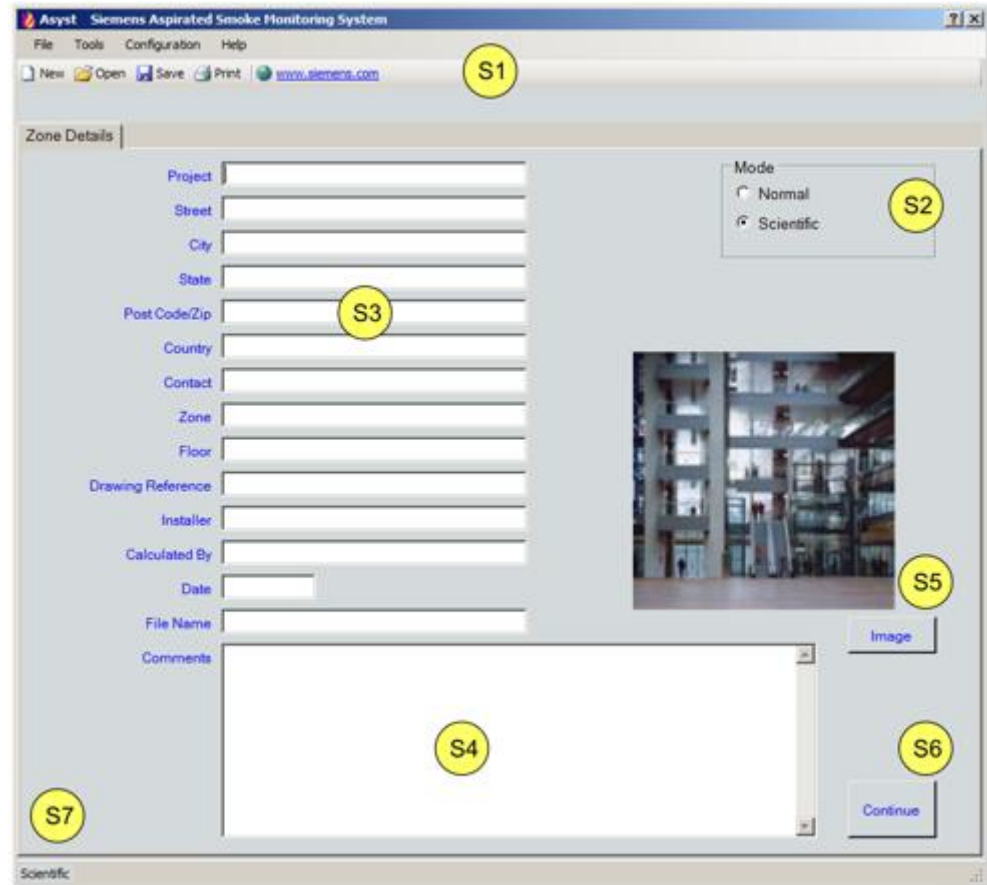 Asyst Siemens Aspirated Smoke Monitoring System
File Tools Configuration Help
New Open Save Print www.siemens.com
S1
Zone Details
Project
Street
City
State
Post Code/Zip
Country
Contact
Zone
Floor
Drawing Reference
Installer
Calculated By
Date
File Name
Comments
Mode
Normal
Scientific
S2
S3
S5
Image
S4
S6
Continue
S7
Scientific